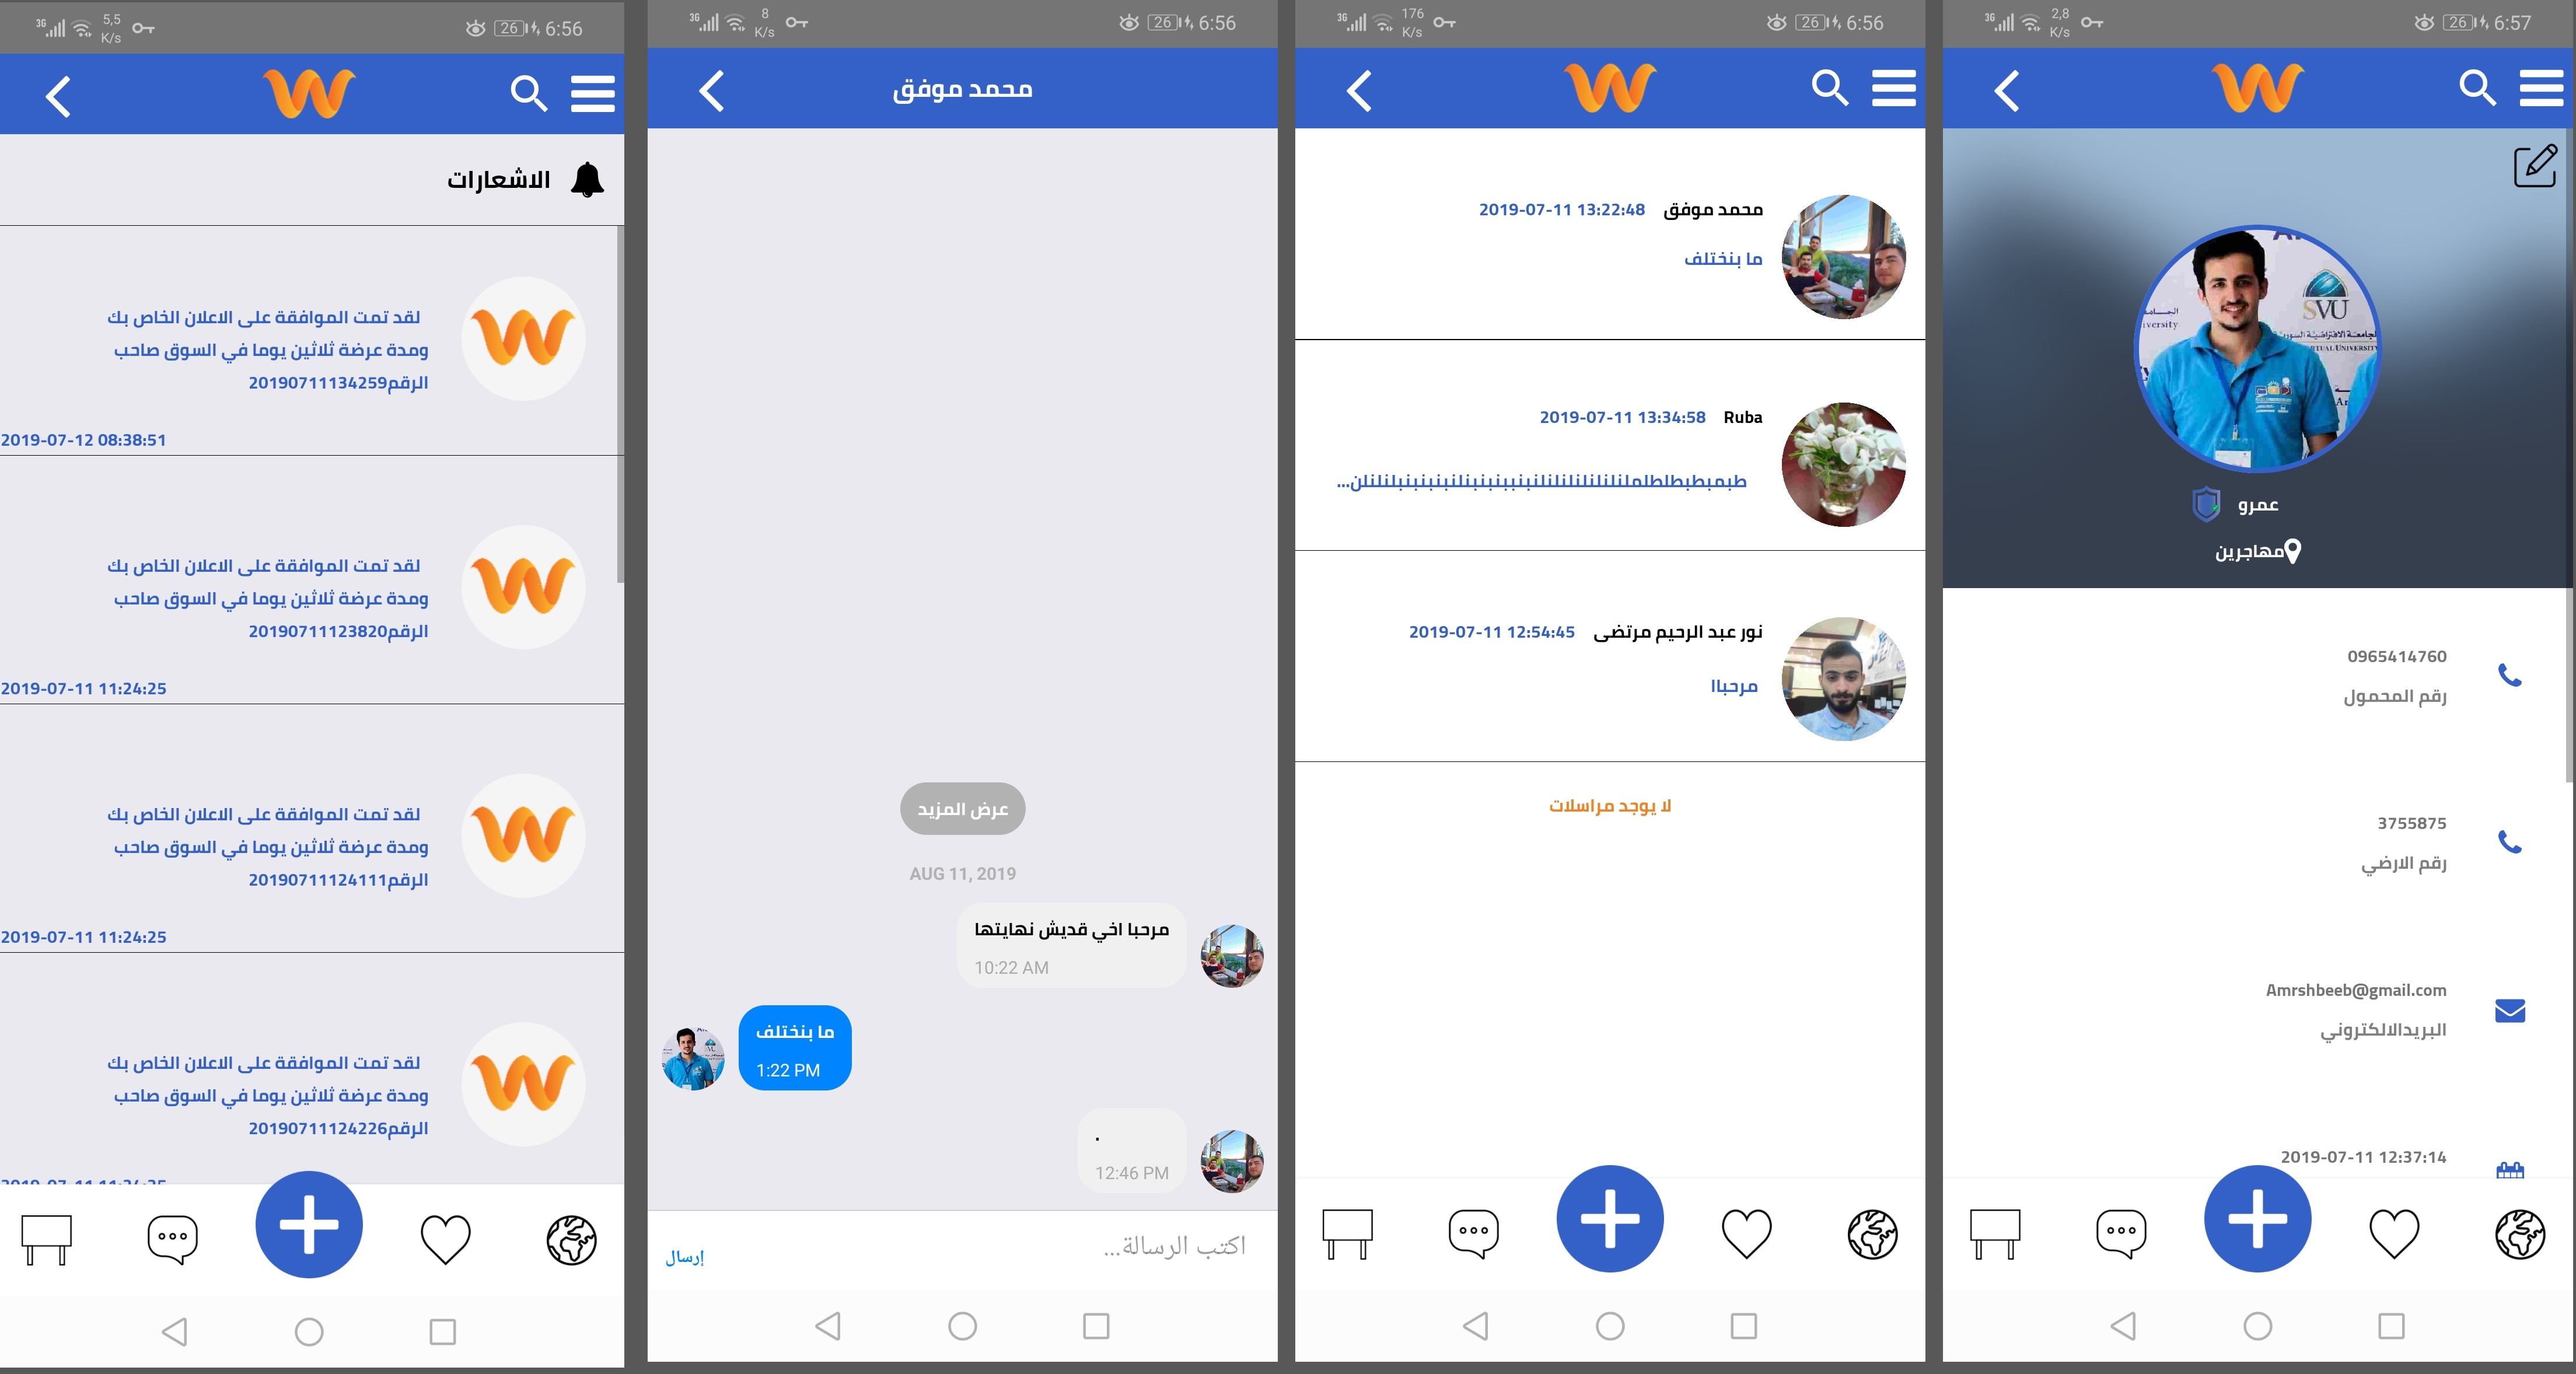 5,5
K/s
3G
26
6:56
الاشعارات
لقد تمت الموافقة على الاعلان الخاص بك
ومدة عرضة ثلاثين يوما في السوق صاحب
الرقم20190711134259
2019-07-12 08:38:51
لقد تمت الموافقة على الاعلان الخاص بك
ومدة عرضة ثلاثين يوما في السوق صاحب
الرقم20190711123820
2019-07-11 11:24:25
لقد تمت الموافقة على الاعلان الخاص بك
ومدة عرضة ثلاثين يوما في السوق صاحب
الرقم20190711124111
2019-07-11 11:24:25
لقد تمت الموافقة على الاعلان الخاص بك
ومدة عرضة ثلاثين يوما في السوق صاحب
الرقم20190711124226
3G
8
K/s
26
6:56
محمد موفق
عرض المزيد
AUG 11, 2019
مرحبا اخي قديش نهايتها
10:22 AM
ما بنختلف
1:22 PM
.
12:46 PM
اكتب الرسالة...
إرسال
3G
176
K/s
26
6:56
محمد موفق 2019-07-11 13:22:48
ما بنختلف
Ruba 2019-07-11 13:34:58
نور عبد الرحيم مرتضى 2019-07-11 12:54:45
مرحباا
لا يوجد مراسلات
3G
2,8
K/s
26
6:57
SVU
عمرو
مهاجرين
0965414760
رقم المحمول
3755875
رقم الارضي
Amrshbeeb@gmail.com
البريدالالكتروني
2019-07-11 12:37:14